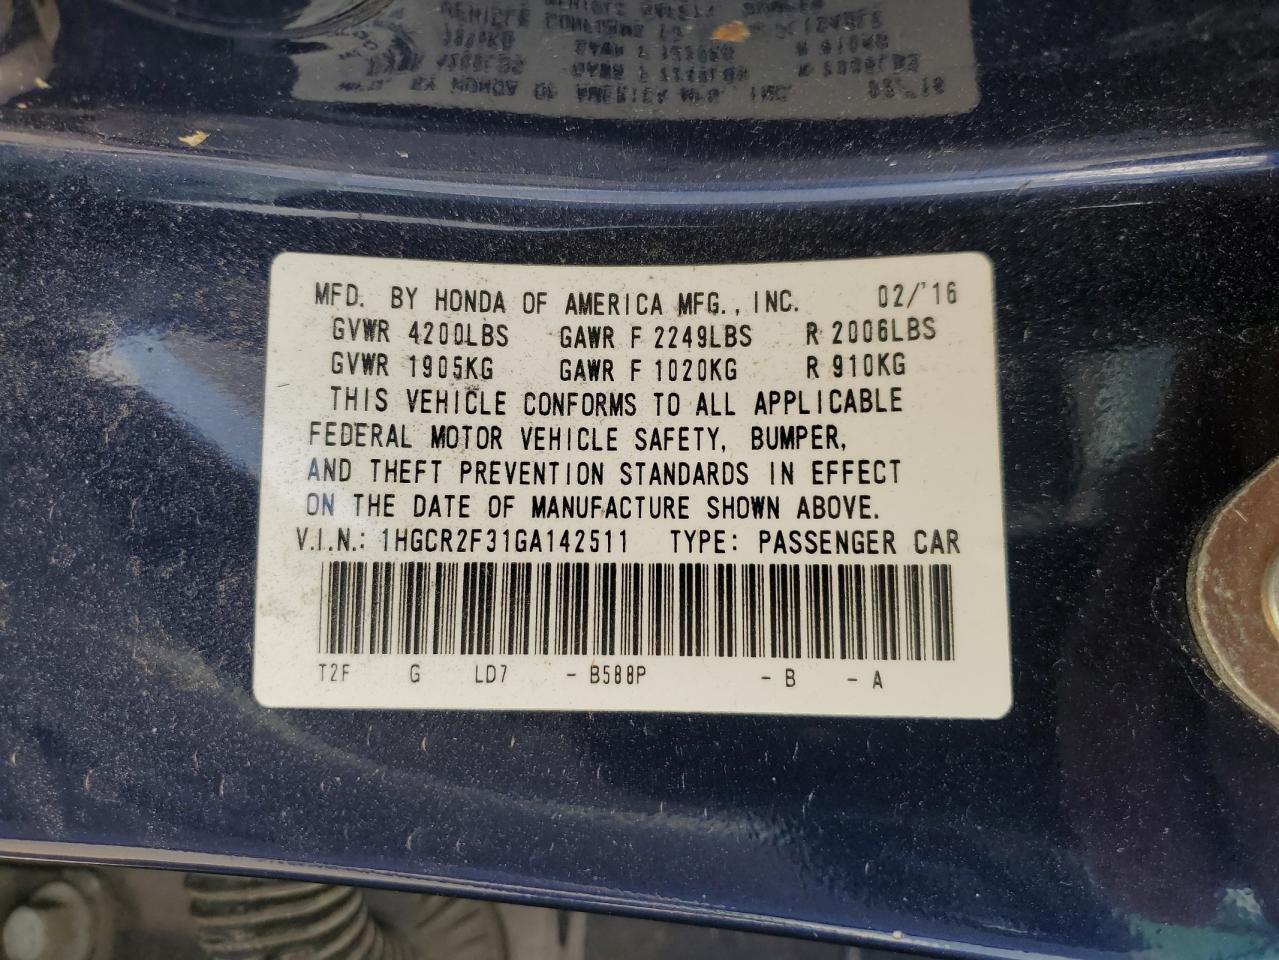 MFD. BY HONDA OF AMERICA MFG., INC. 02/'16
GVWR 4200LBS GAWR F 2249LBS R 2006LBS
GVWR 1905KG GAWR F 1020KG R 910KG
THIS VEHICLE CONFORMS TO ALL APPLICABLE
FEDERAL MOTOR VEHICLE SAFETY, BUMPER,
AND THEFT PREVENTION STANDARDS IN EFFECT
ON THE DATE OF MANUFACTURE SHOWN ABOVE.
V.I.N.: 1HGCR2F31GA142511 TYPE: PASSENGER CAR
T2F G LD7 - B588P - B - A